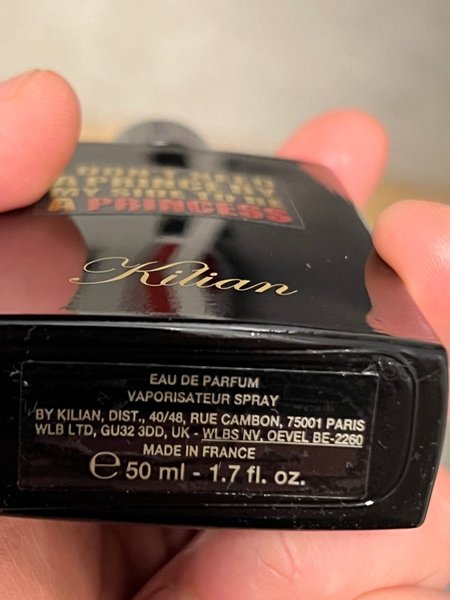 A PRINCE BY
MY SIDE TO BE
A PRINCESS
Kilian
EAU DE PARFUM
VAPORISATEUR SPRAY
BY KILIAN, DIST., 40/48, RUE CAMBON, 75001 PARIS
WLB LTD, GU32 3DD, UK - WLBS NV, OEVEL BE-2260
MADE IN FRANCE
℮ 50 ml - 1.7 fl. oz.